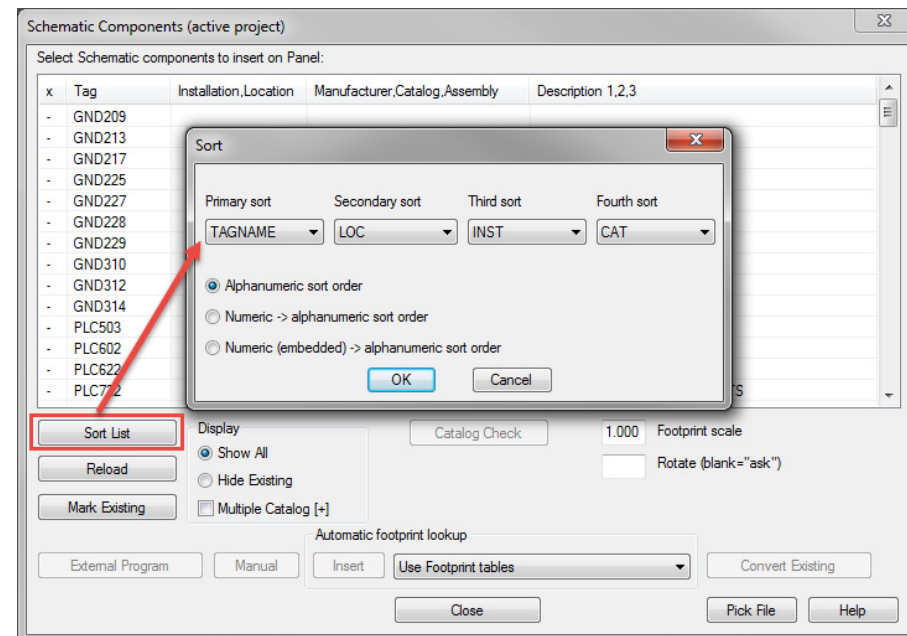 Schematic Components (active project)
Select Schematic components to insert on Panel:
x Tag Installation,Location Manufacturer,Catalog,Assembly Description 1,2,3
- GND209
- GND213
- GND217
- GND225
- GND227
- GND228
- GND229
- GND310
- GND312
- GND314
- PLC503
- PLC602
- PLC622
- PLC722
Sort
Primary sort Secondary sort Third sort Fourth sort
TAGNAME LOC INST CAT
Alphanumeric sort order
Numeric -> alphanumeric sort order
Numeric (embedded) -> alphanumeric sort order
OK Cancel
Sort List
Reload
Mark Existing
Display
Show All
Hide Existing
Multiple Catalog [+]
Catalog Check
1.000 Footprint scale
Rotate (blank="ask")
Automatic footprint lookup
External Program Manual Insert Use Footprint tables Convert Existing
Close Pick File Help